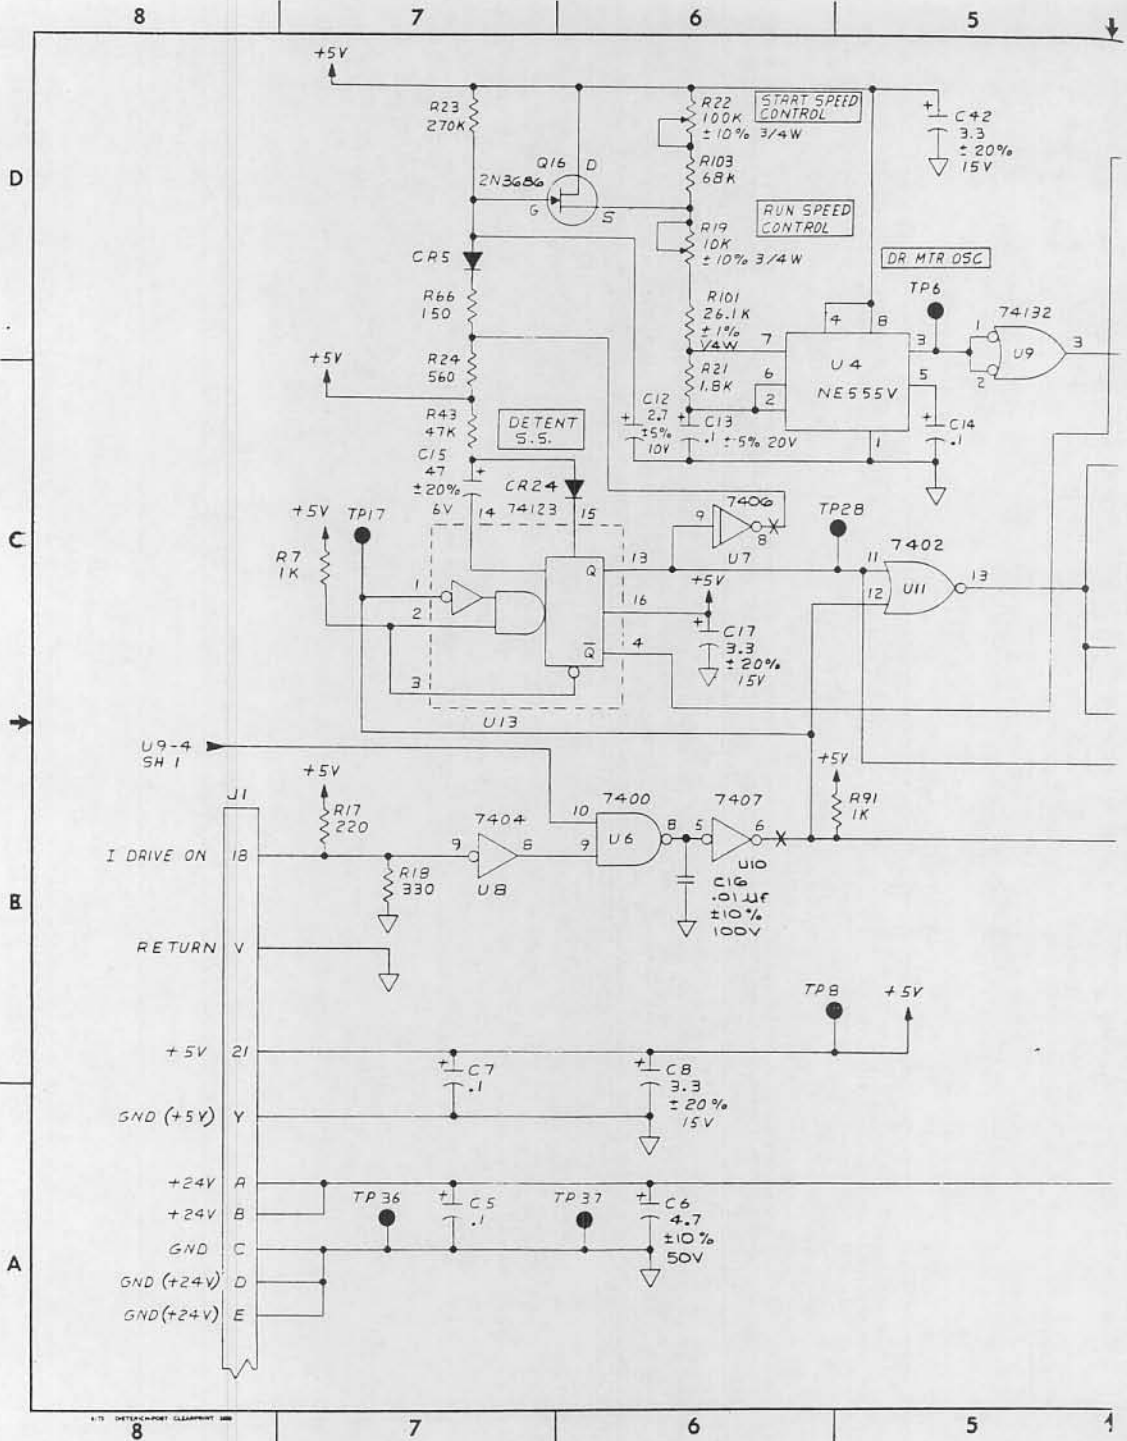 8 7 6 5
+5V
R23
270K
Q16 D
2N3686
G S
R22
100K
±10% 3/4W
START SPEED
CONTROL
C42
3.3
±20%
15V
D
R103
68K
RUN SPEED
CONTROL
R19
10K
±10% 3/4W
CR5
R66
150
DR MTR OSC
TP6
74132
R101
26.1K
±1%
1/4W
4 8
7 3
1
U9 3
2
+5V
R24
560
U4
NE555V
6 5
2
R21
1.8K
R43
47K
DETENT
S.S.
C12
2.7
±5%
10V
C13
.1 ±5% 20V
1
C14
.1
C15
47
±20%
6V
CR24
14 74123 15
7406
9 8
U7
TP28
7402
C
+5V
TP17
R7
1K
13
Q
11
U11 13
12
1
2
16
+5V
C17
3.3
±20%
15V
Q
4
3
U13
U9-4
SH 1
+5V
+5V
J1
R17
220
7404
10 7400
7407
R91
1K
I DRIVE ON 18
9 8
9 U6 8
5 6
R18
330
U8
U10
C16
.01 UF
±10%
100V
B
RETURN V
TP8 +5V
+5V 21
C7
.1
C8
3.3
±20%
15V
GND (+5V) Y
+24V A
+24V B
TP36
C5
.1
TP37
C6
4.7
±10%
50V
GND C
A
GND (+24V) D
GND (+24V) E
8 7 6 5